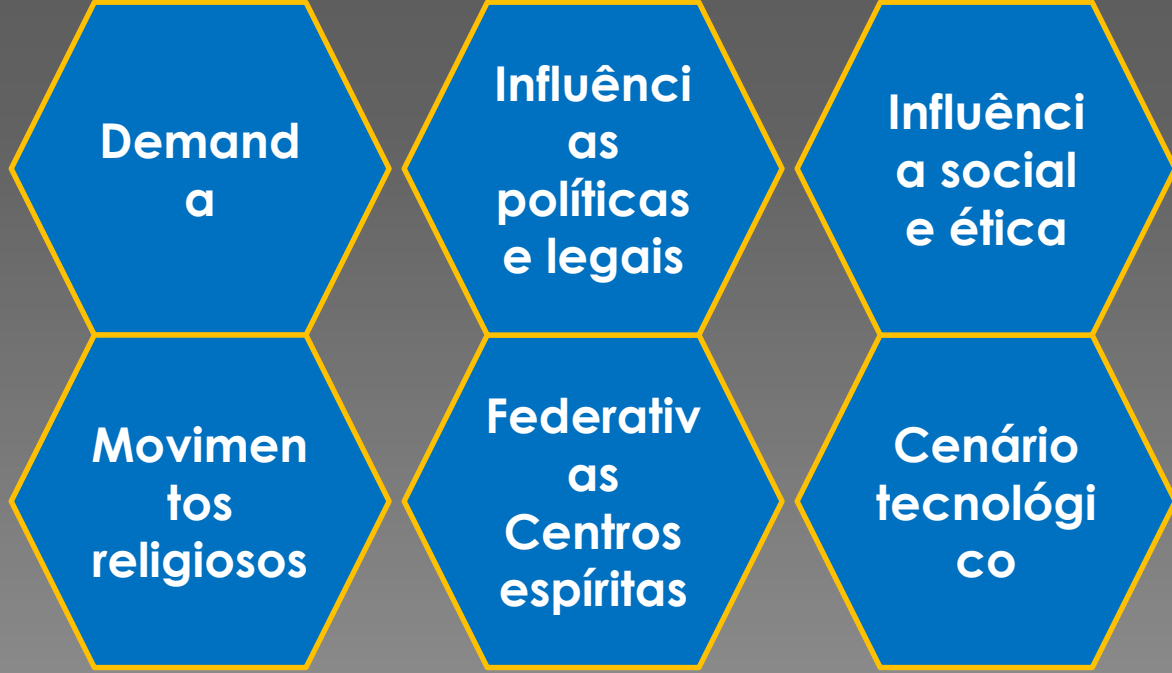 Demand
a
Influênci
as
políticas
e legais
Influênci
a social
e ética
Movimen
tos
religiosos
Federativ
as
Centros
espíritas
Cenário
tecnológi
co